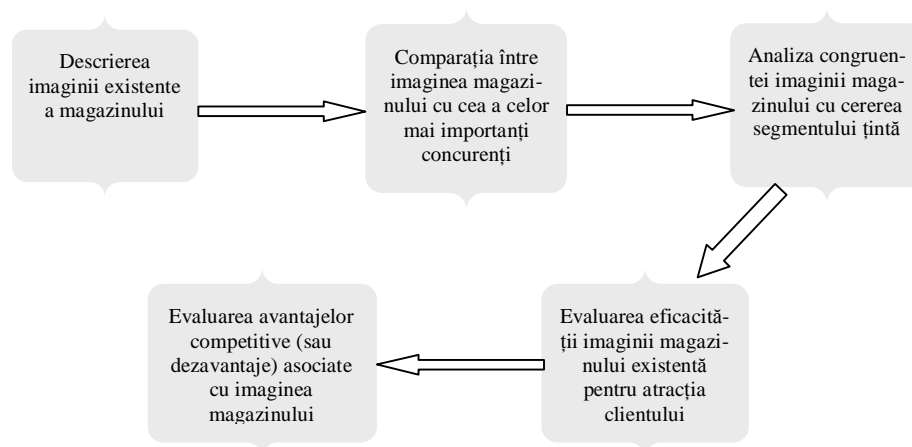 Descrierea
imaginii existente
a magazinului
Comparația între
imaginea magazi-
nului cu cea a celor
mai importanți
concurenți
Analiza congruen-
tei imaginii maga-
zinului cu cererea
segmentului țintă
Evaluarea eficacită-
ții imaginii magazi-
nului existentă
pentru atracția
clientului
Evaluarea avantajelor
competitive (sau
dezavantaje) asociate
cu imaginea
magazinului